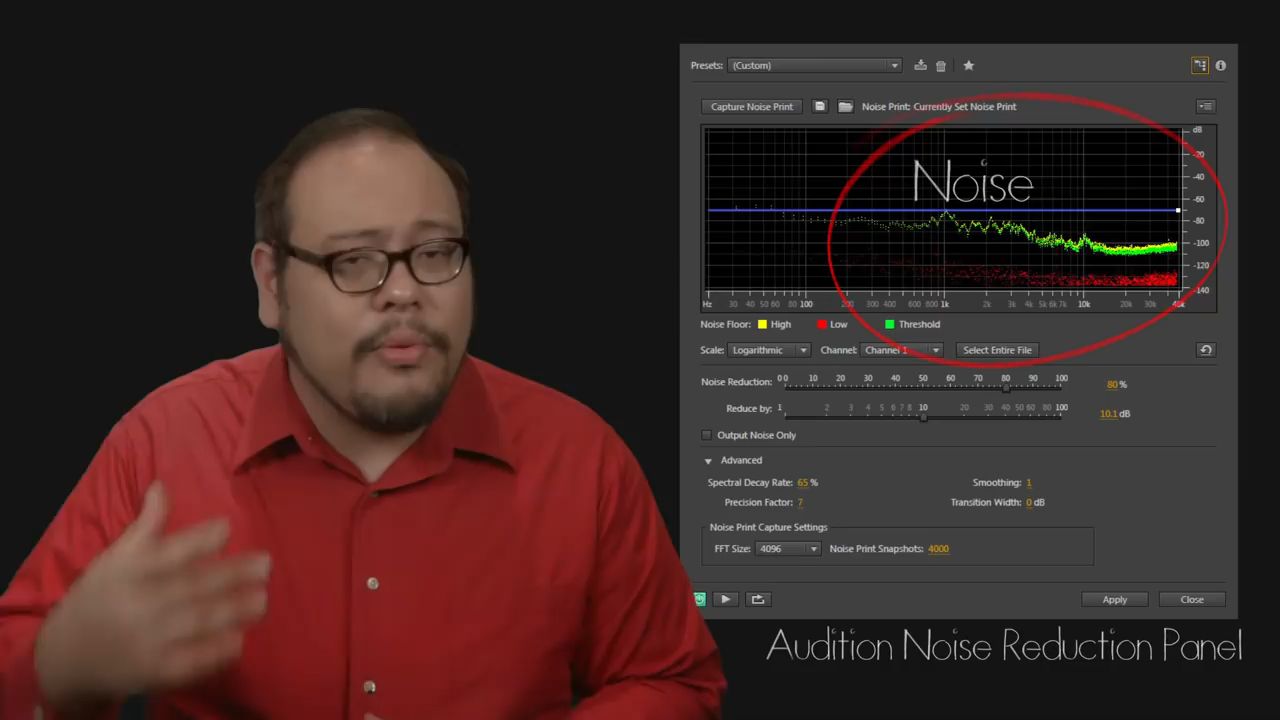 Presets: (Custom)
Capture Noise Print Noise Print: Currently Set Noise Print
dB
-20
Noise
-40
-60
-80
-100
-120
-140
Hz 30 40 50 60 100 200 300 400 600 1k 2k 3k 4k 5k 6k7k 10k 20k 30k
Noise Floor: High Low Threshold
Scale: Logarithmic Channel: Channel 1 Select Entire File
Noise Reduction: 0 0 10 20 30 40 50 60 70 80 90 100 80 %
Reduce by: 1 2 3 4 5 6 7 8 10 20 30 40 50 60 100 10.1 dB
Output Noise Only
Advanced
Spectral Decay Rate: 65 % Smoothing: 1
Precision Factor: 7 Transition Width: 0 dB
Noise Print Capture Settings
FFT Size: 4096 Noise Print Snapshots: 4000
Apply Close
Audition Noise Reduction Panel